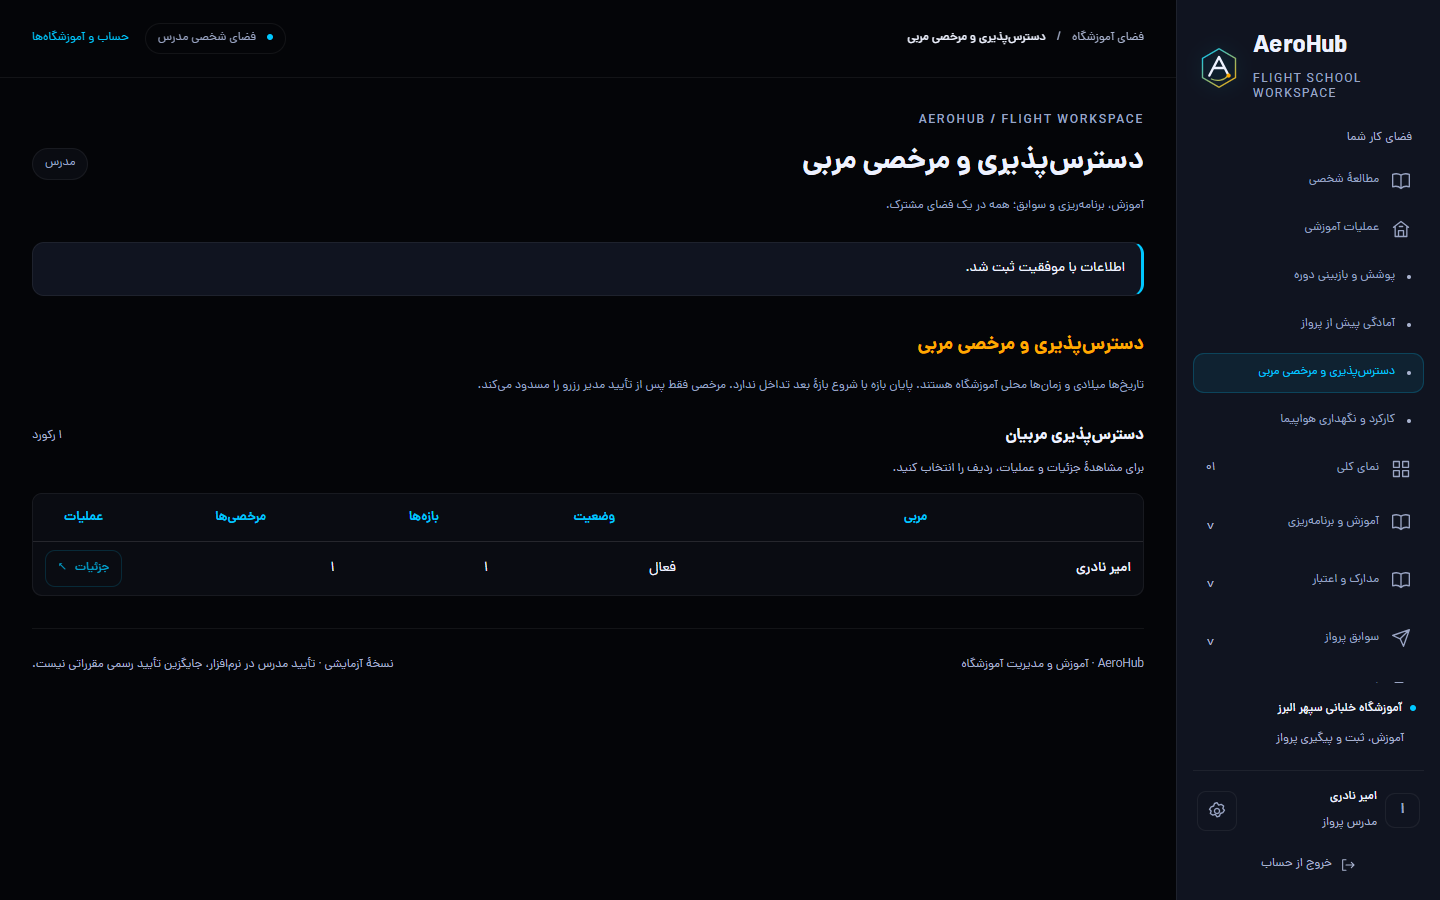 AeroHub
FLIGHT SCHOOL
WORKSPACE
فضای کار شما
مطالعهٔ شخصی
عملیات آموزشی
پوشش و بازبینی دوره
آمادگی پیش از پرواز
دسترس‌پذیری و مرخصی مربی
کارکرد و نگهداری هواپیما
نمای کلی ۰۱
آموزش و برنامه‌ریزی
مدارک و اعتبار
سوابق پرواز
آموزشگاه خلبانی سپهر البرز
آموزش، ثبت و پیگیری پرواز
ا
امیر نادری
مدرس پرواز
خروج از حساب
فضای آموزشگاه / دسترس‌پذیری و مرخصی مربی
فضای شخصی مدرس
حساب و آموزشگاه‌ها
AEROHUB / FLIGHT WORKSPACE
دسترس‌پذیری و مرخصی مربی
مدرس
آموزش، برنامه‌ریزی و سوابق؛ همه در یک فضای مشترک.
اطلاعات با موفقیت ثبت شد.
دسترس‌پذیری و مرخصی مربی
تاریخ‌ها میلادی و زمان‌ها محلی آموزشگاه هستند. پایان بازه با شروع بازهٔ بعد تداخل ندارد. مرخصی فقط پس از تأیید مدیر رزرو را مسدود می‌کند.
دسترس‌پذیری مربیان
۱ رکورد
برای مشاهدهٔ جزئیات و عملیات، ردیف را انتخاب کنید.
مربی وضعیت بازه‌ها مرخصی‌ها عملیات
امیر نادری فعال ۱ ۱ جزئیات ↖
AeroHub · آموزش و مدیریت آموزشگاه
نسخهٔ آزمایشی · تأیید مدرس در نرم‌افزار، جایگزین تأیید رسمی مقرراتی نیست.